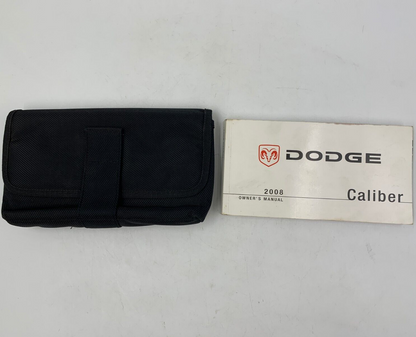 DODGE
2008
OWNER'S MANUAL
Caliber